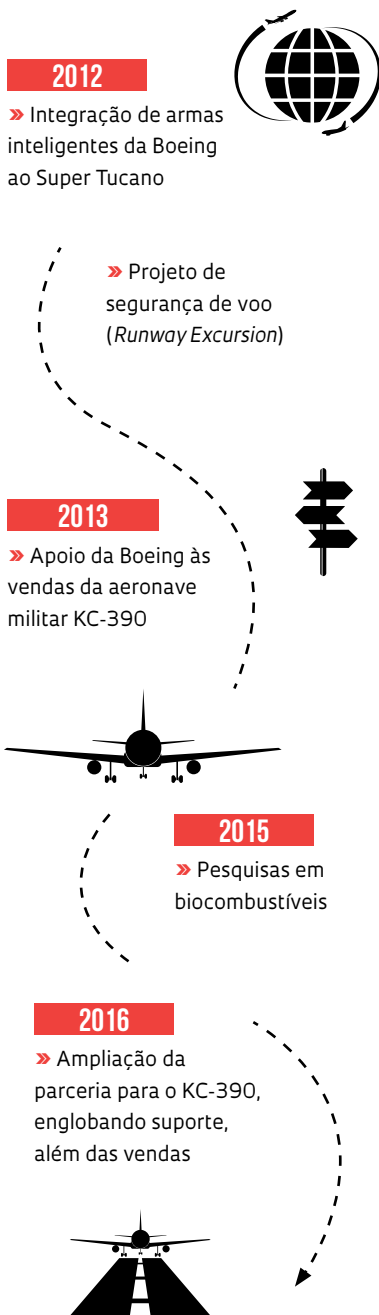 2012
» Integração de armas
inteligentes da Boeing
ao Super Tucano
» Projeto de
segurança de voo
(Runway Excursion)
2013
» Apoio da Boeing às
vendas da aeronave
militar KC-390
2015
» Pesquisas em
biocombustíveis
2016
» Ampliação da
parceria para o KC-390,
englobando suporte,
além das vendas